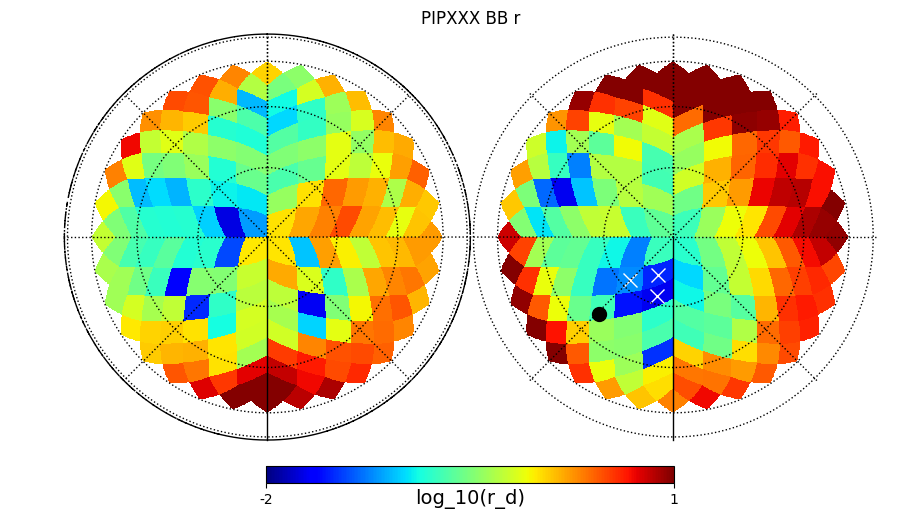 PIPXXX BB r
-2 1
log_10(r_d)